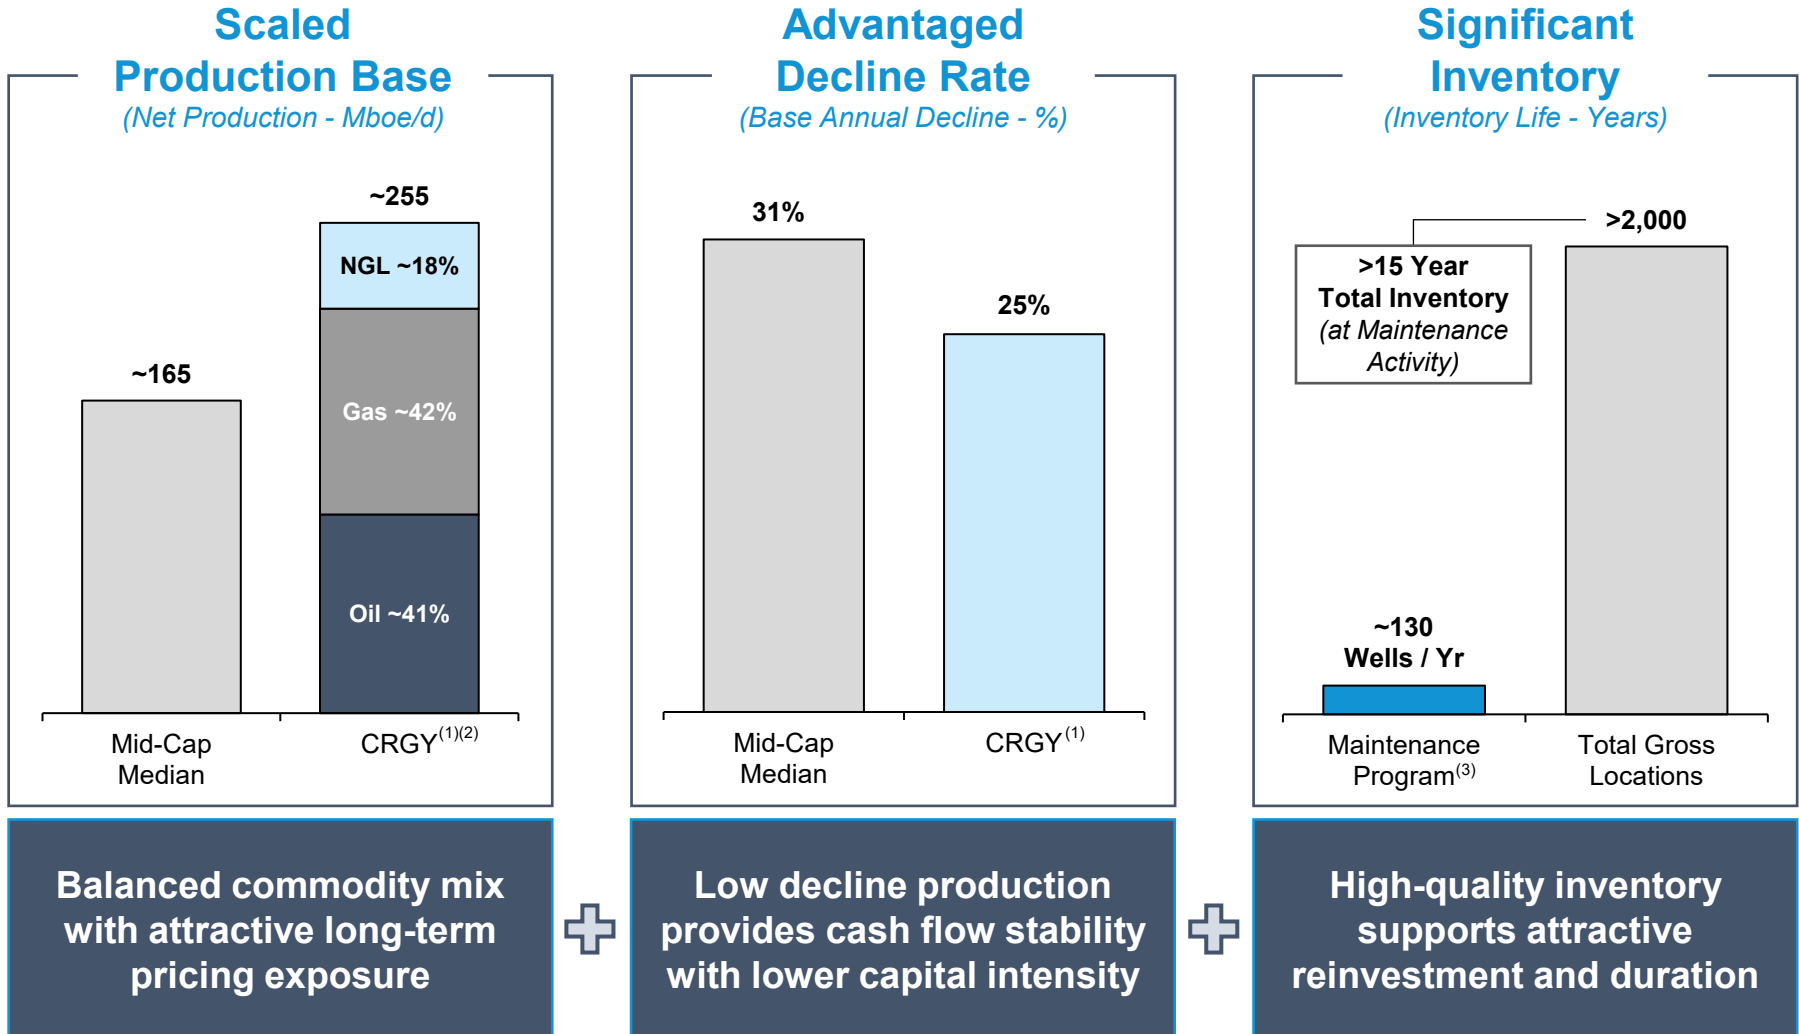 Scaled
Production Base
(Net Production - Mboe/d)
~255
NGL ~18%
~165
Gas ~42%
Oil ~41%
Mid-Cap
Median
CRGY(1)(2)
Balanced commodity mix
with attractive long-term
pricing exposure
Advantaged
Decline Rate
(Base Annual Decline - %)
31%
25%
Mid-Cap
Median
CRGY(1)
Low decline production
provides cash flow stability
with lower capital intensity
Significant
Inventory
(Inventory Life - Years)
>2,000
>15 Year
Total Inventory
(at Maintenance
Activity)
~130
Wells / Yr
Maintenance
Program(3)
Total Gross
Locations
High-quality inventory
supports attractive
reinvestment and duration